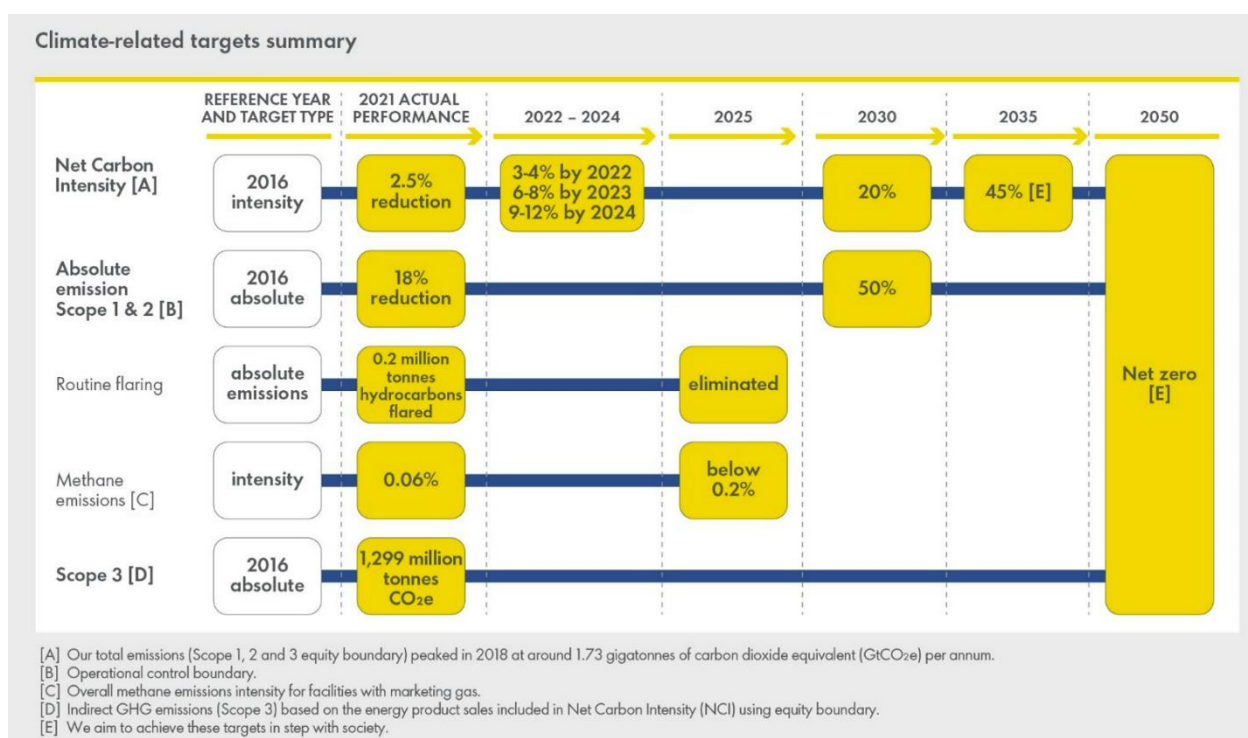 Climate-related targets summary
REFERENCE YEAR
AND TARGET TYPE
2021 ACTUAL
PERFORMANCE
2022 – 2024
2025
2030
2035
2050
Net Carbon
Intensity [A]
2016
intensity
2.5%
reduction
3-4% by 2022
6-8% by 2023
9-12% by 2024
20%
45% [E]
Absolute
emission
Scope 1 & 2 [B]
2016
absolute
18%
reduction
50%
Routine flaring
absolute
emissions
0.2 million
tonnes
hydrocarbons
flared
eliminated
Net zero
[E]
Methane
emissions [C]
intensity
0.06%
below
0.2%
Scope 3 [D]
2016
absolute
1,299 million
tonnes
CO2e
[A] Our total emissions (Scope 1, 2 and 3 equity boundary) peaked in 2018 at around 1.73 gigatonnes of carbon dioxide equivalent (GtCO2e) per annum.
[B] Operational control boundary.
[C] Overall methane emissions intensity for facilities with marketing gas.
[D] Indirect GHG emissions (Scope 3) based on the energy product sales included in Net Carbon Intensity (NCI) using equity boundary.
[E] We aim to achieve these targets in step with society.